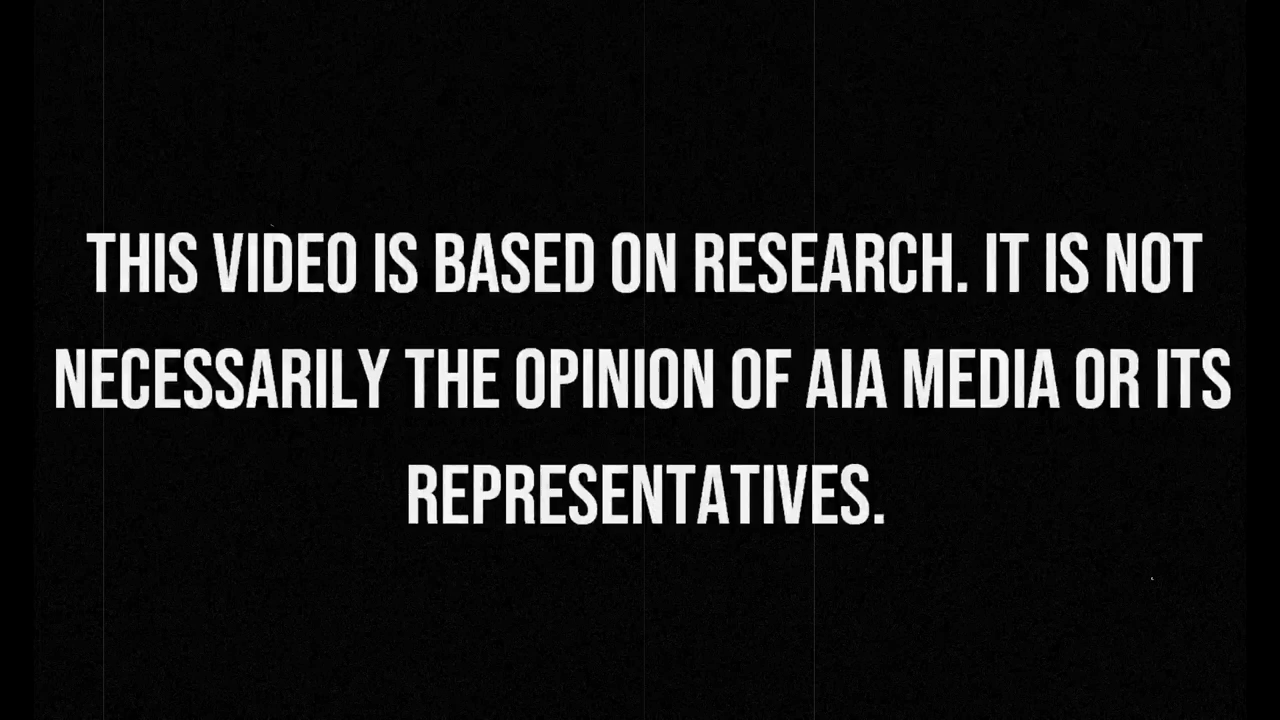 THIS VIDEO IS BASED ON RESEARCH. IT IS NOT
NECESSARILY THE OPINION OF AIA MEDIA OR ITS
REPRESENTATIVES.